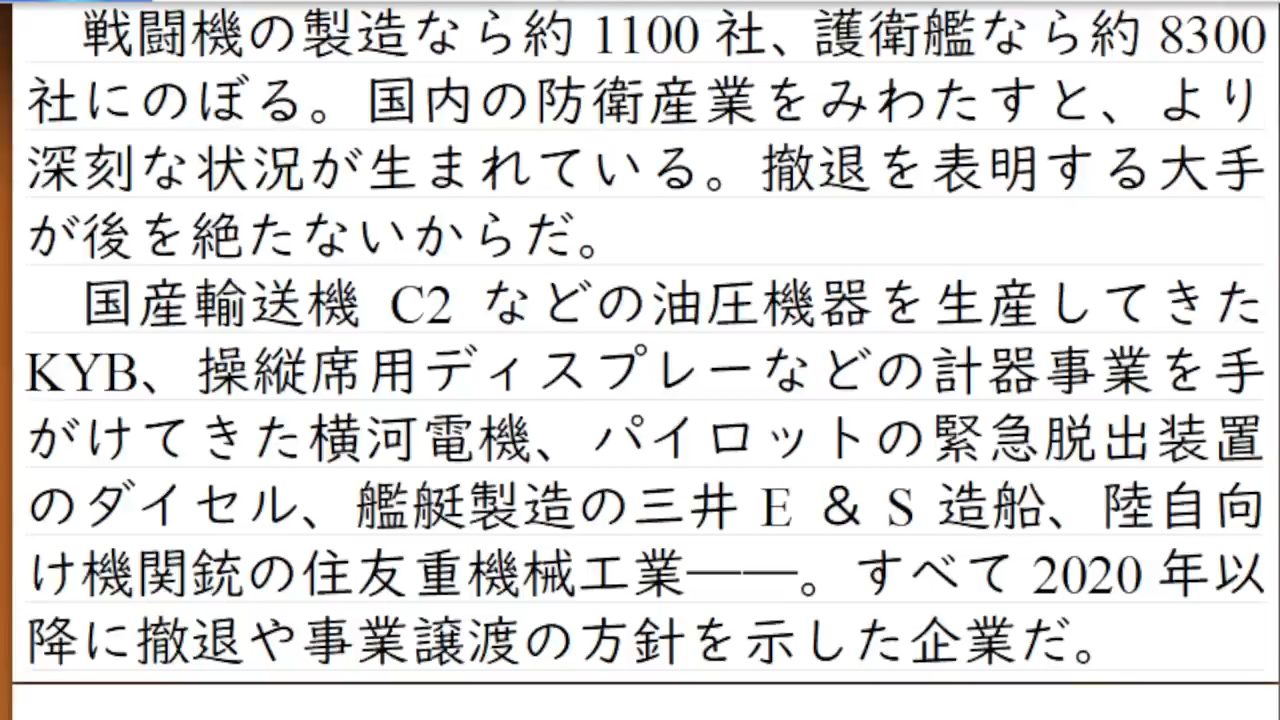 戦闘機の製造なら約 1100 社、護衛艦なら約 8300
社にのぼる。国内の防衛産業をみわたすと、より
深刻な状況が生まれている。撤退を表明する大手
が後を絶たないからだ。
国産輸送機 C2 などの油圧機器を生産してきた
KYB、操縦席用ディスプレーなどの計器事業を手
がけてきた横河電機、パイロットの緊急脱出装置
のダイセル、艦艇製造の三井 E & S 造船、陸自向
け機関銃の住友重機械工業――。すべて 2020 年以
降に撤退や事業譲渡の方針を示した企業だ。